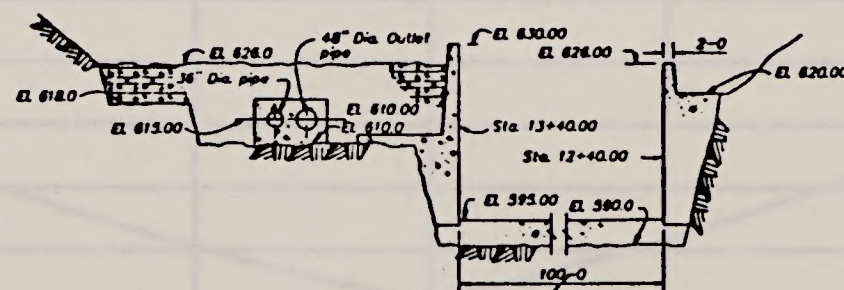 El 626.0
48" Dia. Outlet
pipe
El 630.00
El 626.00
2-0
El 620.00
36" Dia. pipe
El 618.0
El 615.00
El 610.00
El 610.0
Sta. 13+40.00
Sta. 12+40.00
El 595.00
El 590.0
100-0